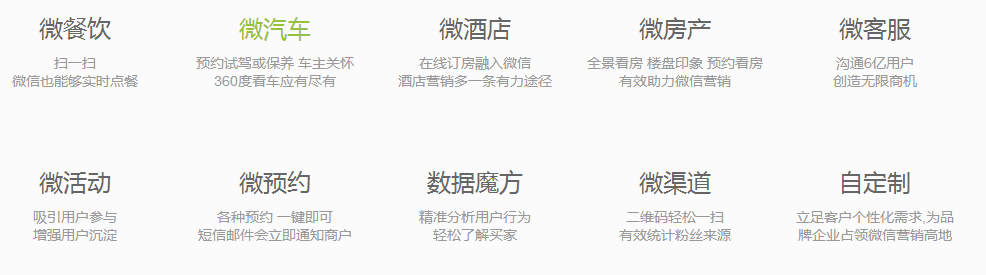 微餐饮
扫一扫
微信也能够实时点餐
微汽车
预约试驾或保养 车主关怀
360度看车应有尽有
微酒店
在线订房融入微信
酒店营销多一条有力途径
微房产
全景看房 楼盘印象 预约看房
有效助力微信营销
微客服
沟通6亿用户
创造无限商机
微活动
吸引用户参与
增强用户沉淀
微预约
各种预约 一键即可
短信邮件会立即通知商户
数据魔方
精准分析用户行为
轻松了解买家
微渠道
二维码轻松一扫
有效统计粉丝来源
自定制
立足客户个性化需求,为品
牌企业占领微信营销高地